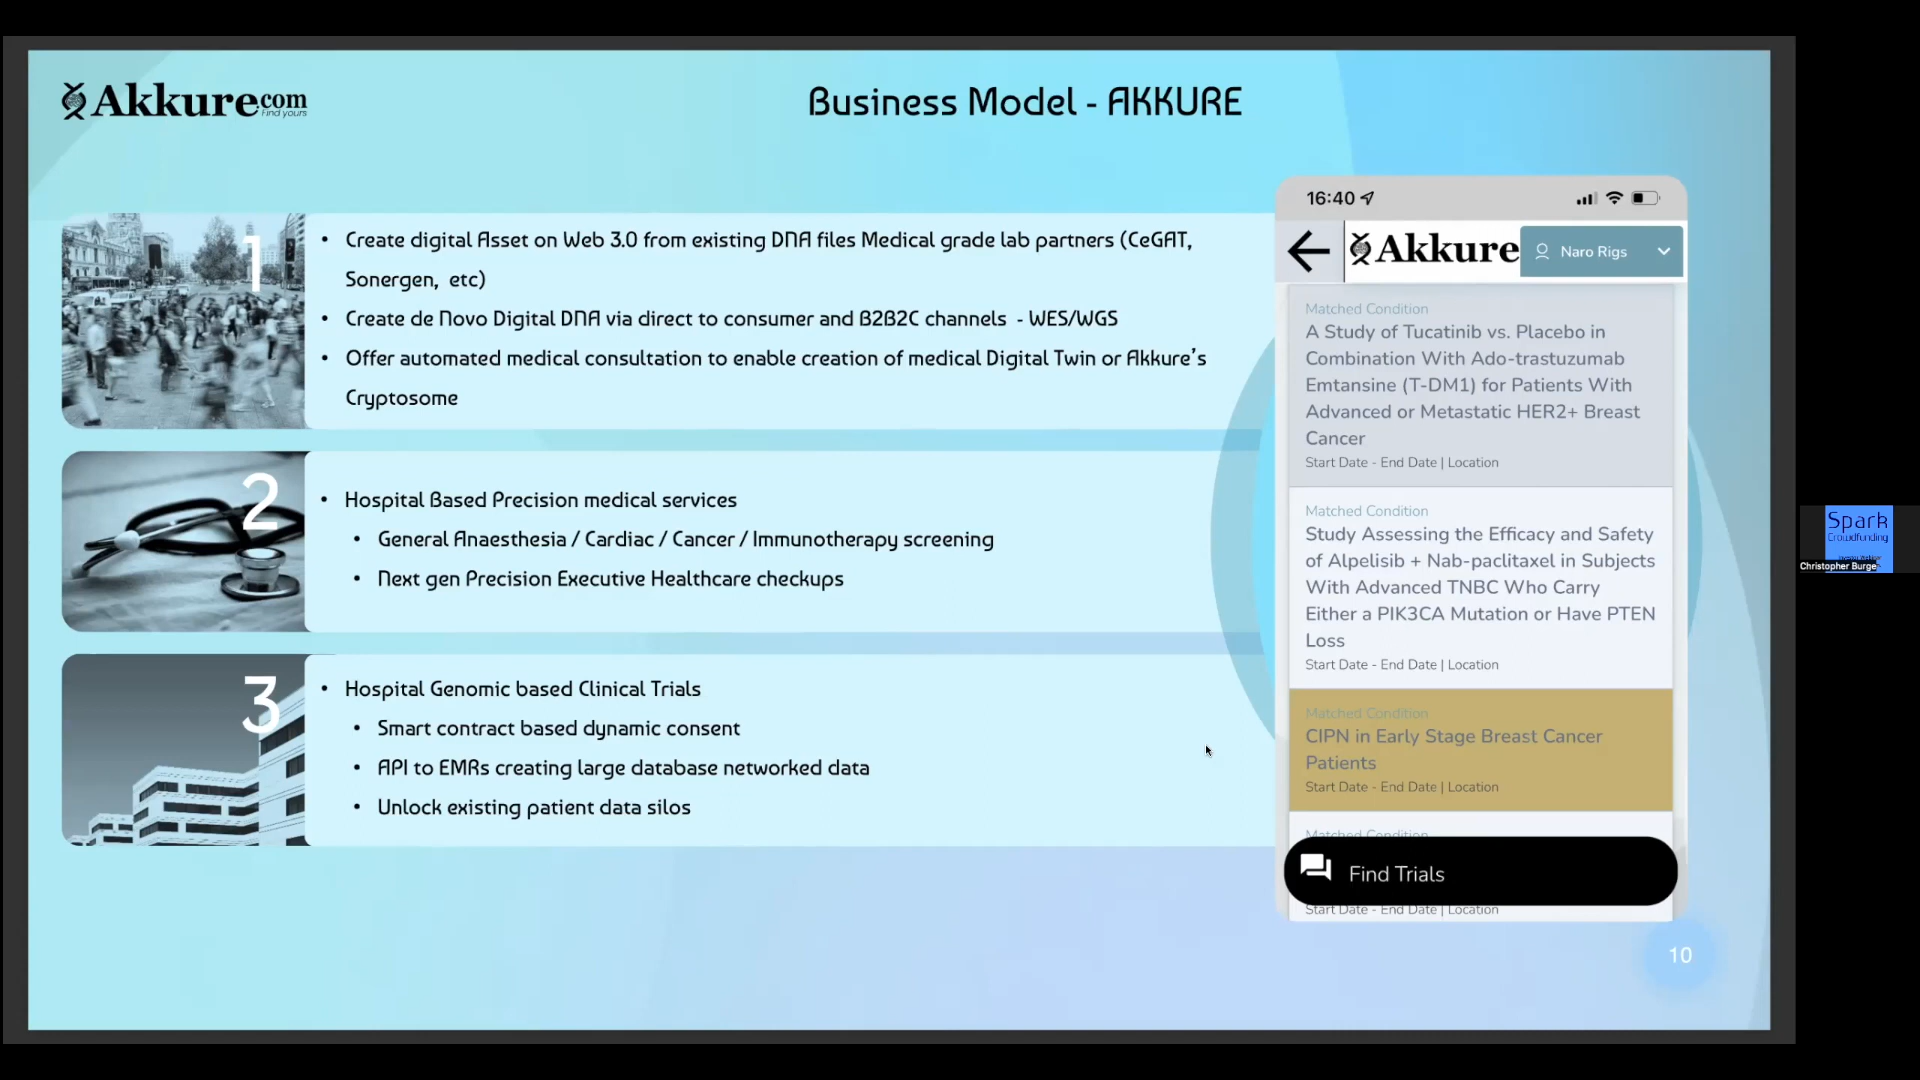 Akkure.com
Find yours
Business Model - AKKURE
1
• Create digital Asset on Web 3.0 from existing DNA files Medical grade lab partners (CeGAT,
Sonergen, etc)
• Create de Novo Digital DNA via direct to consumer and B2B2C channels - WES/WGS
• Offer automated medical consultation to enable creation of medical Digital Twin or Akkure's
Cryptosome
2
• Hospital Based Precision medical services
• General Anaesthesia / Cardiac / Cancer / Immunotherapy screening
• Next gen Precision Executive Healthcare checkups
3
• Hospital Genomic based Clinical Trials
• Smart contract based dynamic consent
• API to EMRs creating large database networked data
• Unlock existing patient data silos
16:40
Akkure
Naro Rigs
Matched Condition
A Study of Tucatinib vs. Placebo in
Combination With Ado-trastuzumab
Emtansine (T-DM1) for Patients With
Advanced or Metastatic HER2+ Breast
Cancer
Start Date - End Date | Location
Matched Condition
Study Assessing the Efficacy and Safety
of Alpelisib + Nab-paclitaxel in Subjects
With Advanced TNBC Who Carry
Either a PIK3CA Mutation or Have PTEN
Loss
Start Date - End Date | Location
Matched Condition
CIPN in Early Stage Breast Cancer
Patients
Start Date - End Date | Location
Matched Condition
Find Trials
Start Date - End Date | Location
10
Spark
Crowdfunding
Christopher Burge